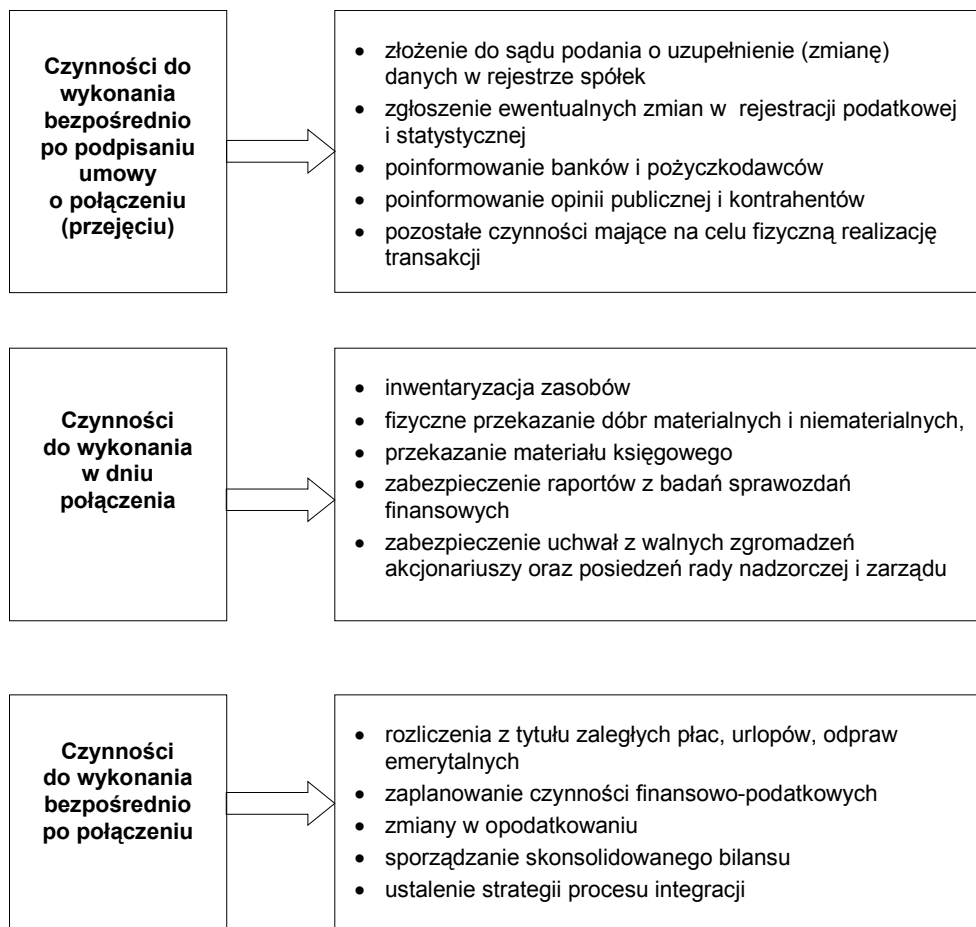 Czynności do
wykonania
bezpośrednio
po podpisaniu
umowy
o połączeniu
(przejęciu)
• złożenie do sądu podania o uzupełnienie (zmianę)
danych w rejestrze spółek
• zgłoszenie ewentualnych zmian w rejestracji podatkowej
i statystycznej
• poinformowanie banków i pożyczkodawców
• poinformowanie opinii publicznej i kontrahentów
• pozostałe czynności mające na celu fizyczną realizację
transakcji
Czynności
do wykonania
w dniu
połączenia
• inwentaryzacja zasobów
• fizyczne przekazanie dóbr materialnych i niematerialnych,
• przekazanie materiału księgowego
• zabezpieczenie raportów z badań sprawozdań
finansowych
• zabezpieczenie uchwał z walnych zgromadzeń
akcjonariuszy oraz posiedzeń rady nadzorczej i zarządu
Czynności
do wykonania
bezpośrednio
po połączeniu
• rozliczenia z tytułu zaległych płac, urlopów, odpraw
emerytalnych
• zaplanowanie czynności finansowo-podatkowych
• zmiany w opodatkowaniu
• sporządzanie skonsolidowanego bilansu
• ustalenie strategii procesu integracji